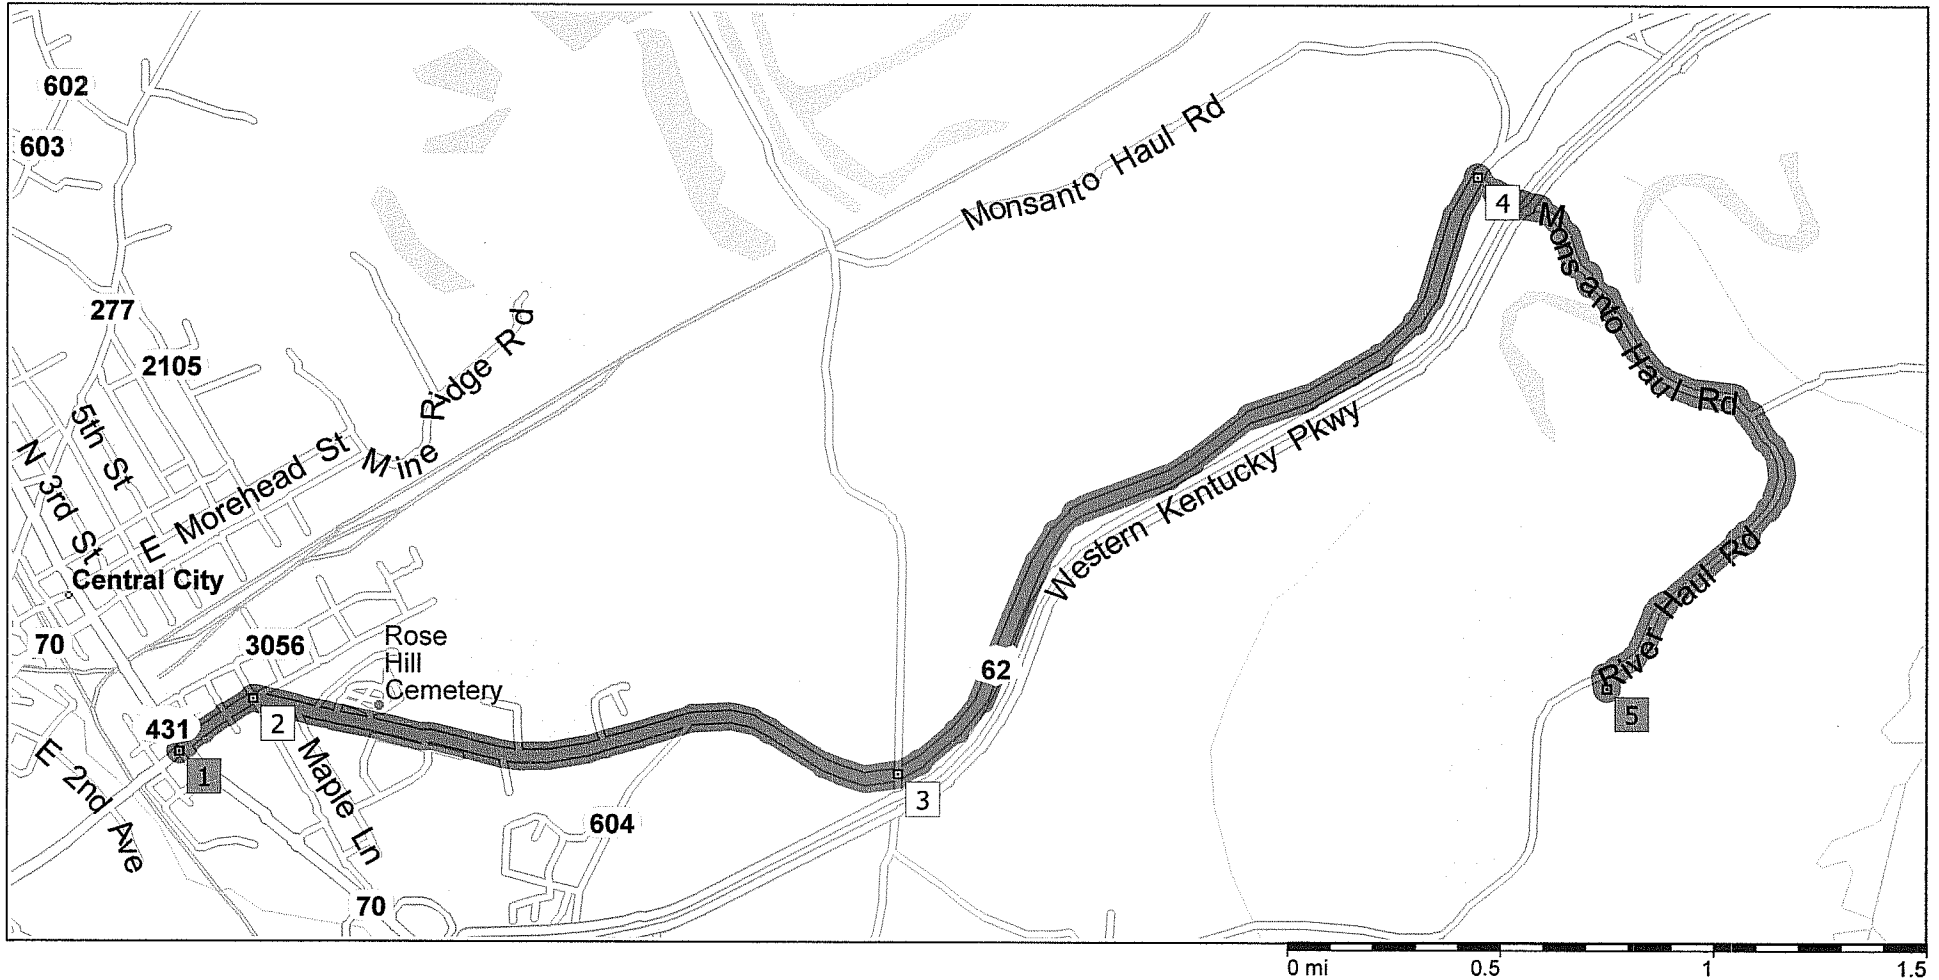 602
603
277
2105
5th St
N 3rd St
E Morehead St
Mine Ridge Rd
Monsanto Haul Rd
Central City
70
3056
Rose
Hill
Cemetery
431
1
2
E 2nd Ave
Maple Ln
70
604
3
62
Western Kentucky Pkwy
4
Monsanto Haul Rd
River Haul Rd
5
0 mi 0.5 1 1.5